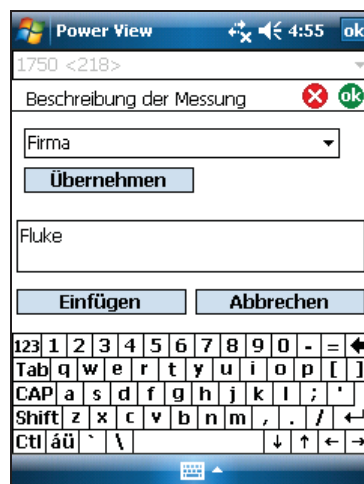 Power View 4:55 ok
1750 <218>
Beschreibung der Messung ok
Firma
Übernehmen
Fluke
Einfügen Abbrechen
123 1 2 3 4 5 6 7 8 9 0 - =
Tab q w e r t y u i o p [ ]
CAP a s d f g h j k l ; '
Shift z x c v b n m , . /
Ctl áü ` \